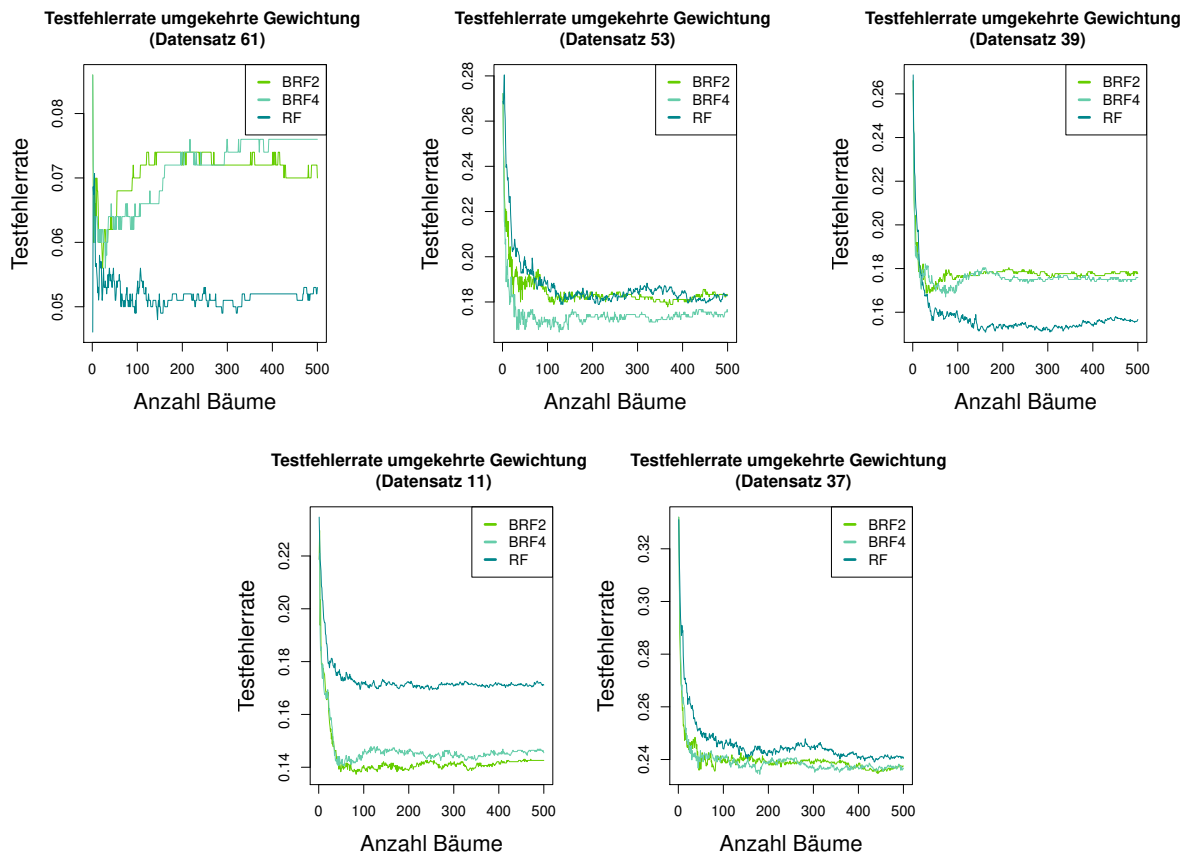 Testfehlerrate umgekehrte Gewichtung
(Datensatz 61)
BRF2
BRF4
RF
Testfehlerrate
0.08
0.07
0.06
0.05
0 100 200 300 400 500
Anzahl Bäume
Testfehlerrate umgekehrte Gewichtung
(Datensatz 53)
BRF2
BRF4
RF
Testfehlerrate
0.28
0.26
0.24
0.22
0.20
0.18
0 100 200 300 400 500
Anzahl Bäume
Testfehlerrate umgekehrte Gewichtung
(Datensatz 39)
BRF2
BRF4
RF
Testfehlerrate
0.26
0.24
0.22
0.20
0.18
0.16
0 100 200 300 400 500
Anzahl Bäume
Testfehlerrate umgekehrte Gewichtung
(Datensatz 11)
BRF2
BRF4
RF
Testfehlerrate
0.22
0.20
0.18
0.16
0.14
0 100 200 300 400 500
Anzahl Bäume
Testfehlerrate umgekehrte Gewichtung
(Datensatz 37)
BRF2
BRF4
RF
Testfehlerrate
0.32
0.30
0.28
0.26
0.24
0 100 200 300 400 500
Anzahl Bäume